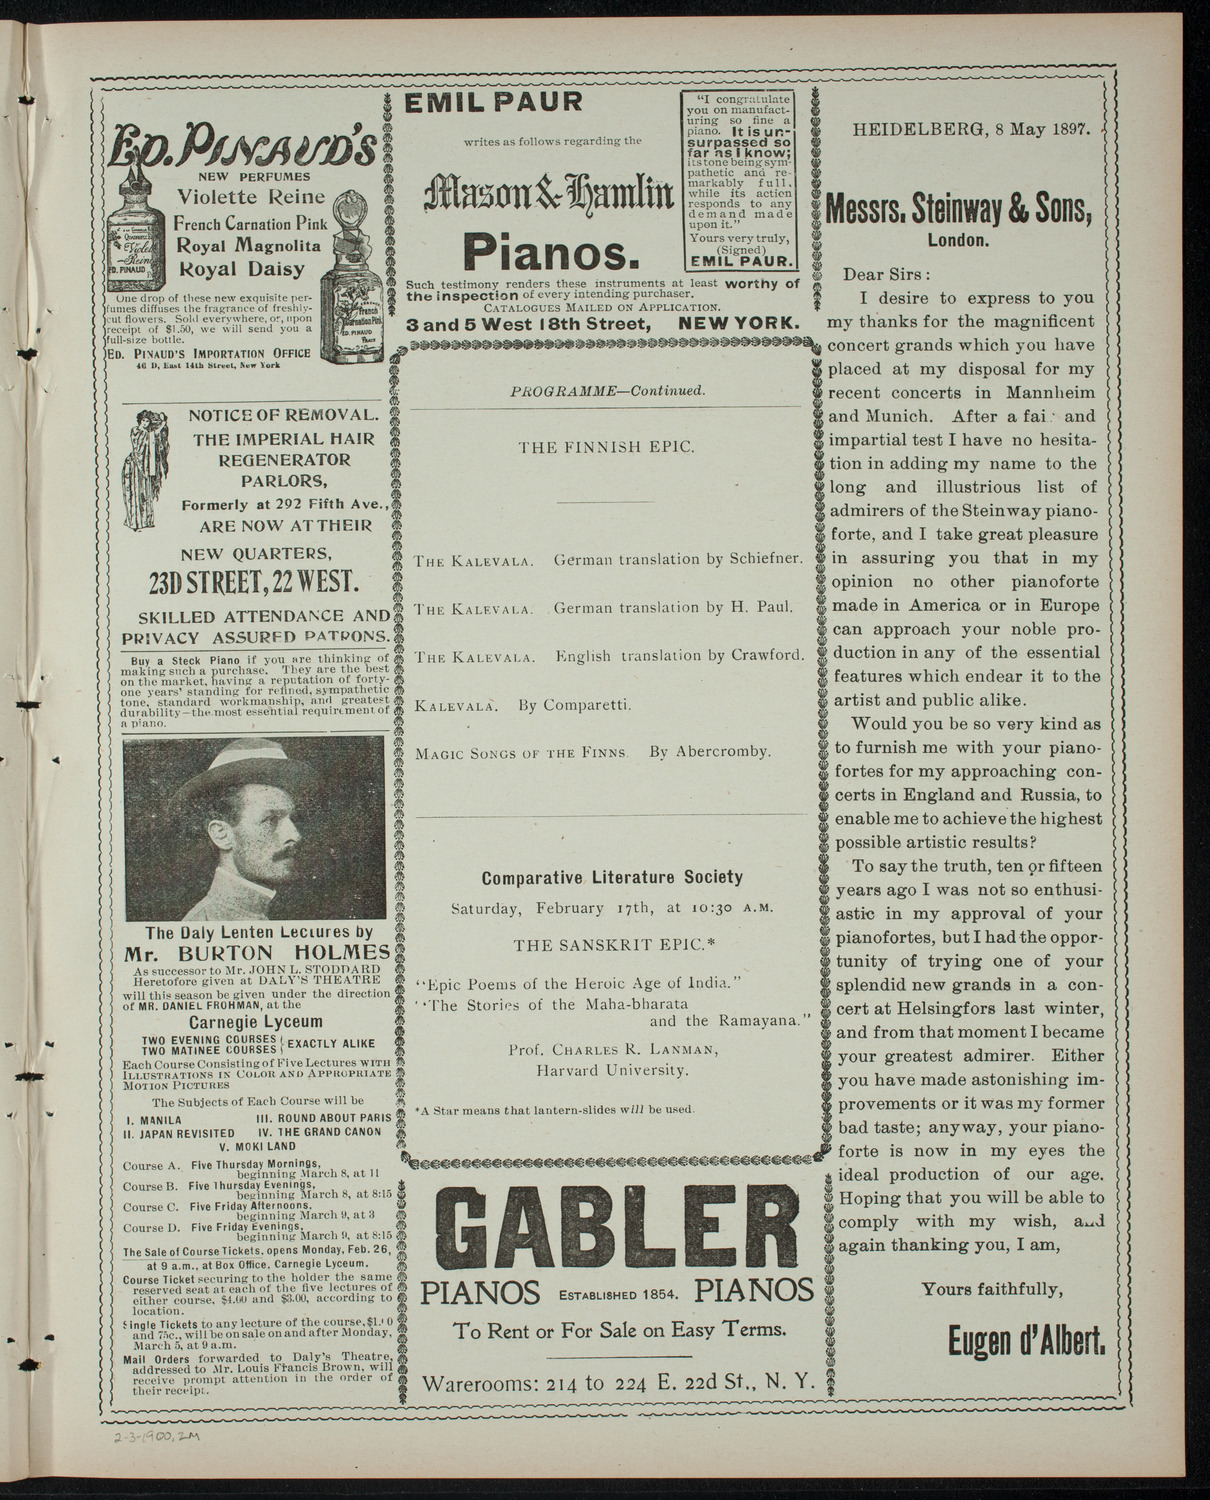 ED. PINAUD'S
NEW PERFUMES
Violette Reine
French Carnation Pink
Royal Magnolita
Royal Daisy
ED. PINAUD
One drop of these new exquisite per-
fumes diffuses the fragrance of freshly-
cut flowers. Sold everywhere, or, upon
receipt of $1.50, we will send you a
full-size bottle.
ED. PINAUD'S IMPORTATION OFFICE
46 D, East 14th Street, New York
NOTICE OF REMOVAL.
THE IMPERIAL HAIR
REGENERATOR
PARLORS,
Formerly at 292 Fifth Ave.,
ARE NOW AT THEIR
NEW QUARTERS,
23D STREET, 22 WEST.
SKILLED ATTENDANCE AND
PRIVACY ASSURED PATRONS.
Buy a Steck Piano if you are thinking of
making such a purchase. They are the best
on the market, having a reputation of forty-
one years' standing for refined, sympathetic
tone, standard workmanship, and greatest
durability—the most essential requirement of
a piano.
The Daly Lenten Lectures by
Mr. BURTON HOLMES
As successor to Mr. JOHN L. STODDARD
Heretofore given at DALY'S THEATRE
will this season be given under the direction
of MR. DANIEL FROHMAN, at the
Carnegie Lyceum
TWO EVENING COURSES
TWO MATINEE COURSES } EXACTLY ALIKE
Each Course Consisting of Five Lectures WITH
ILLUSTRATIONS IN COLOR AND APPROPRIATE
MOTION PICTURES
The Subjects of Each Course will be
I. MANILA III. ROUND ABOUT PARIS
II. JAPAN REVISITED IV. THE GRAND CANON
V. MOKI LAND
Course A. Five Thursday Mornings,
beginning March 8, at 11
Course B. Five Thursday Evenings,
beginning March 8, at 8:15
Course C. Five Friday Afternoons,
beginning March 9, at 3
Course D. Five Friday Evenings,
beginning March 9, at 8:15
The Sale of Course Tickets, opens Monday, Feb. 26,
at 9 a.m., at Box Office, Carnegie Lyceum.
Course Ticket securing to the holder the same
reserved seat at each of the five lectures of
either course, $4.00 and $3.00, according to
location.
Single Tickets to any lecture of the course, $1.00
and 75c., will be on sale on and after Monday,
March 5, at 9 a.m.
Mail Orders forwarded to Daly's Theatre,
addressed to Mr. Louis Francis Brown, will
receive prompt attention in the order of
their receipt.
EMIL PAUR
writes as follows regarding the
Mason & Hamlin
Pianos.
"I congratulate
you on manufact-
uring so fine a
piano. It is un-
surpassed so
far as I know;
its tone being sym-
pathetic and re-
markably full,
while its action
responds to any
demand made
upon it."
Yours very truly,
(Signed)
EMIL PAUR.
Such testimony renders these instruments at least worthy of
the inspection of every intending purchaser.
CATALOGUES MAILED ON APPLICATION.
3 and 5 West 18th Street, NEW YORK.
PROGRAMME—Continued.
THE FINNISH EPIC.
THE KALEVALA. German translation by Schiefner.
THE KALEVALA. German translation by H. Paul.
THE KALEVALA. English translation by Crawford.
KALEVALA. By Comparetti.
MAGIC SONGS OF THE FINNS. By Abercromby.
Comparative Literature Society
Saturday, February 17th, at 10:30 A.M.
THE SANSKRIT EPIC.*
"Epic Poems of the Heroic Age of India."
"The Stories of the Maha-bharata
and the Ramayana."
Prof. CHARLES R. LANMAN,
Harvard University.
*A Star means that lantern-slides will be used.
GABLER
PIANOS ESTABLISHED 1854. PIANOS
To Rent or For Sale on Easy Terms.
Warerooms: 214 to 224 E. 22d St., N. Y.
HEIDELBERG, 8 May 1897.
Messrs. Steinway & Sons,
London.
Dear Sirs:
I desire to express to you
my thanks for the magnificent
concert grands which you have
placed at my disposal for my
recent concerts in Mannheim
and Munich. After a fair and
impartial test I have no hesita-
tion in adding my name to the
long and illustrious list of
admirers of the Steinway piano-
forte, and I take great pleasure
in assuring you that in my
opinion no other pianoforte
made in America or in Europe
can approach your noble pro-
duction in any of the essential
features which endear it to the
artist and public alike.
Would you be so very kind as
to furnish me with your piano-
fortes for my approaching con-
certs in England and Russia, to
enable me to achieve the highest
possible artistic results?
To say the truth, ten or fifteen
years ago I was not so enthusi-
astic in my approval of your
pianofortes, but I had the oppor-
tunity of trying one of your
splendid new grands in a con-
cert at Helsingfors last winter,
and from that moment I became
your greatest admirer. Either
you have made astonishing im-
provements or it was my former
bad taste; anyway, your piano-
forte is now in my eyes the
ideal production of our age.
Hoping that you will be able to
comply with my wish, and
again thanking you, I am,
Yours faithfully,
Eugen d'Albert.
2-3-1900, 2M